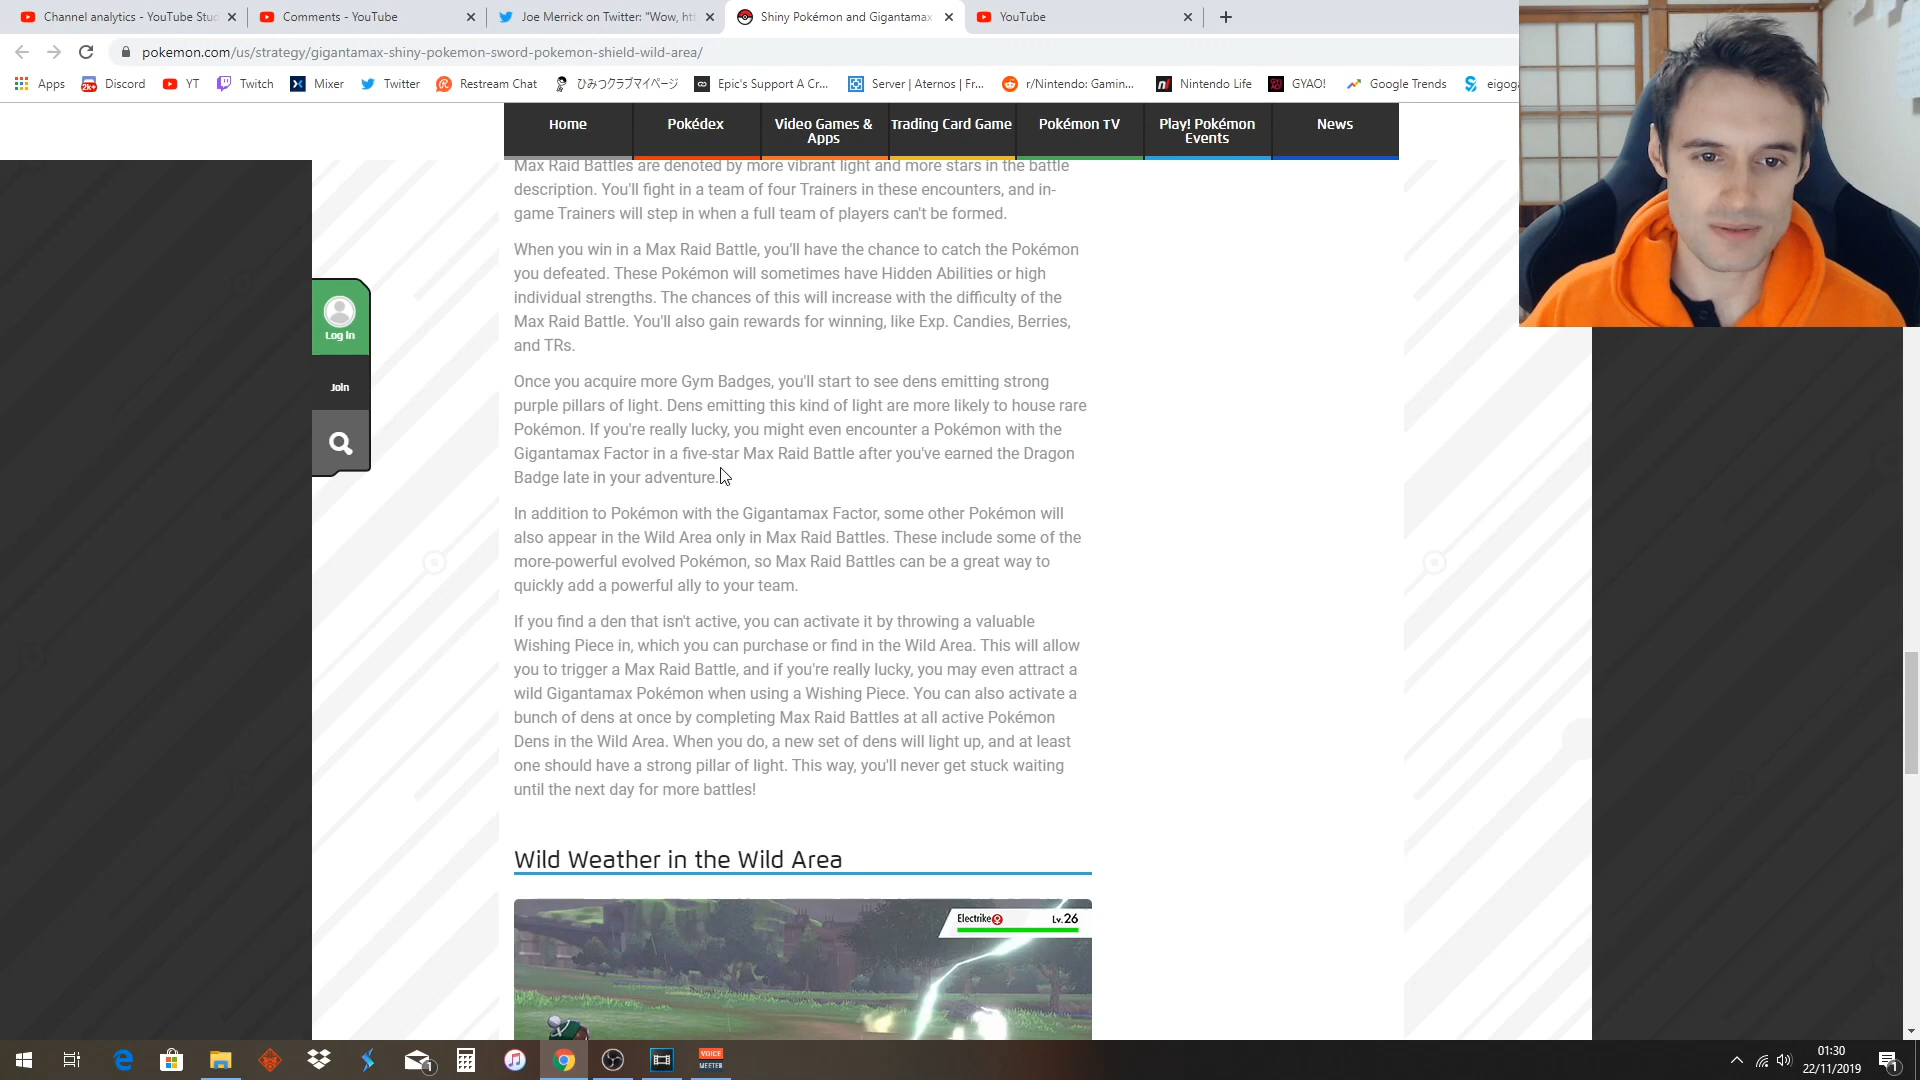 Channel analytics - YouTube Stud
Comments - YouTube
Joe Merrick on Twitter: "Wow, htt
Shiny Pokémon and Gigantamax
YouTube
pokemon.com/us/strategy/gigantamax-shiny-pokemon-sword-pokemon-shield-wild-area/
Apps
Discord
YT
Twitch
Mixer
Twitter
Restream Chat
ひみつクラブマイページ
Epic's Support A Cr...
Server | Aternos | Fr...
r/Nintendo: Gamin...
Nintendo Life
GYAO!
Google Trends
eigoga
Home
Pokédex
Video Games &
Apps
Trading Card Game
Pokémon TV
Play! Pokémon
Events
News
Max Raid Battles are denoted by more vibrant light and more stars in the battle
description. You'll fight in a team of four Trainers in these encounters, and in-
game Trainers will step in when a full team of players can't be formed.
When you win in a Max Raid Battle, you'll have the chance to catch the Pokémon
you defeated. These Pokémon will sometimes have Hidden Abilities or high
individual strengths. The chances of this will increase with the difficulty of the
Max Raid Battle. You'll also gain rewards for winning, like Exp. Candies, Berries,
and TRs.
Once you acquire more Gym Badges, you'll start to see dens emitting strong
purple pillars of light. Dens emitting this kind of light are more likely to house rare
Pokémon. If you're really lucky, you might even encounter a Pokémon with the
Gigantamax Factor in a five-star Max Raid Battle after you've earned the Dragon
Badge late in your adventure.
In addition to Pokémon with the Gigantamax Factor, some other Pokémon will
also appear in the Wild Area only in Max Raid Battles. These include some of the
more-powerful evolved Pokémon, so Max Raid Battles can be a great way to
quickly add a powerful ally to your team.
If you find a den that isn't active, you can activate it by throwing a valuable
Wishing Piece in, which you can purchase or find in the Wild Area. This will allow
you to trigger a Max Raid Battle, and if you're really lucky, you may even attract a
wild Gigantamax Pokémon when using a Wishing Piece. You can also activate a
bunch of dens at once by completing Max Raid Battles at all active Pokémon
Dens in the Wild Area. When you do, a new set of dens will light up, and at least
one should have a strong pillar of light. This way, you'll never get stuck waiting
until the next day for more battles!
Log In
Join
Wild Weather in the Wild Area
Electrike
Lv.26
VOICE
MEETER
1
01:30
22/11/2019
1